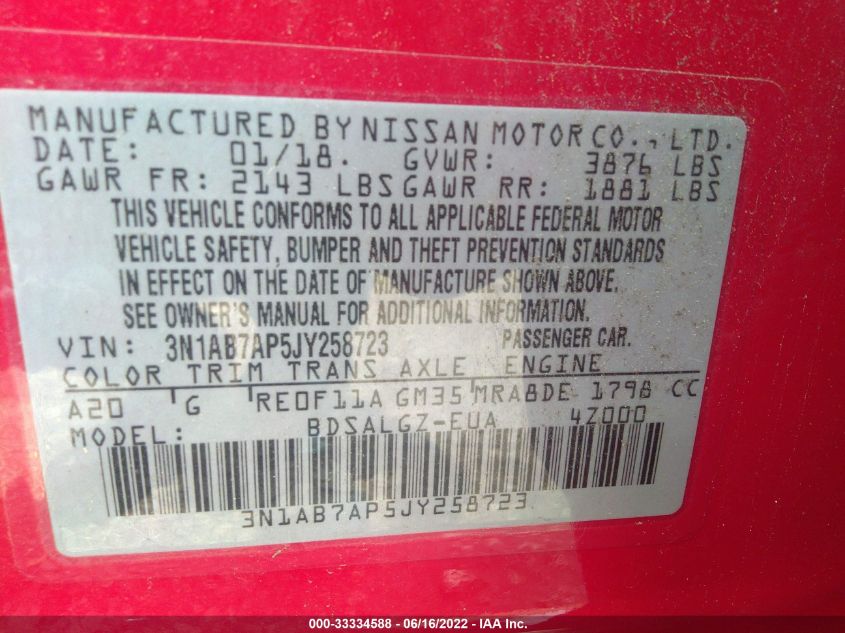 MANUFACTURED BY NISSAN MOTOR CO., LTD.
DATE: 01/18. GVWR: 3876 LBS
GAWR FR: 2143 LBS GAWR RR: 1881 LBS
THIS VEHICLE CONFORMS TO ALL APPLICABLE FEDERAL MOTOR
VEHICLE SAFETY, BUMPER AND THEFT PREVENTION STANDARDS
IN EFFECT ON THE DATE OF MANUFACTURE SHOWN ABOVE.
SEE OWNER'S MANUAL FOR ADDITIONAL INFORMATION.
VIN: 3N1AB7AP5JY258723 PASSENGER CAR.
COLOR TRIM TRANS AXLE ENGINE
A20 G RE0F11A GM35 MRA8DE 1798 CC
MODEL: BDSALGZ-EUA 4Z000
3N1AB7AP5JY258723
000-33334588 - 06/16/2022 - IAA Inc.